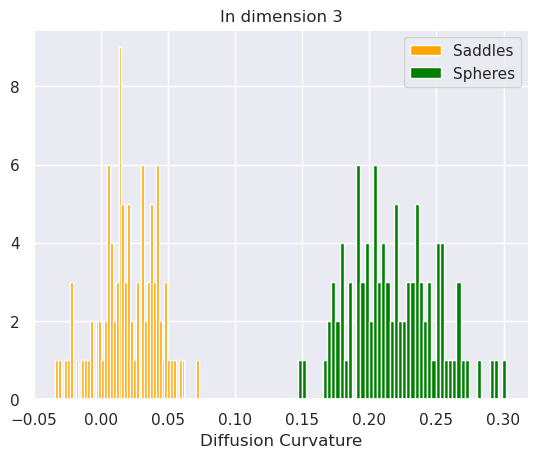 In dimension 3
Saddles
Spheres
8
6
4
2
0
−0.05 0.00 0.05 0.10 0.15 0.20 0.25 0.30
Diffusion Curvature